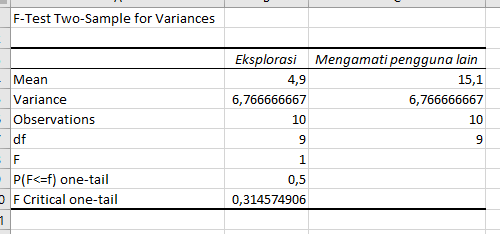 F-Test Two-Sample for Variances
Eksplorasi Mengamati pengguna lain
Mean 4,9 15,1
Variance 6,766666667 6,766666667
Observations 10 10
df 9 9
F 1
P(F<=f) one-tail 0,5
F Critical one-tail 0,314574906